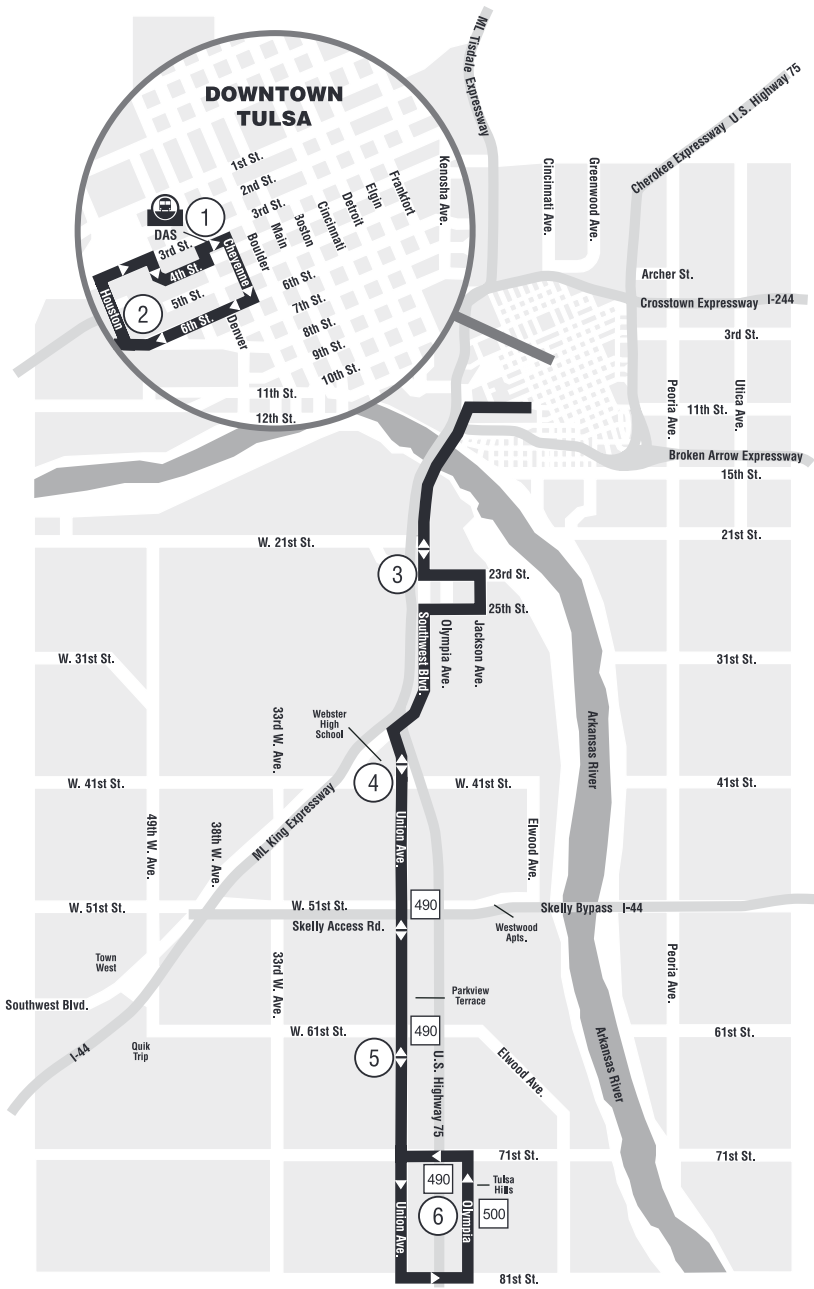 DOWNTOWN
TULSA
1st St.
2nd St.
3rd St.
Main
Boston
Cincinnati
Detroit
Elgin
Frankfort
Boulder
1
DAS
3rd St.
4th St.
Cheyenne
5th St.
Houston
2
6th St.
Denver
6th St.
7th St.
8th St.
9th St.
10th St.
11th St.
12th St.
ML Tisdale Expressway
Kenosha Ave.
Cincinnati Ave.
Greenwood Ave.
Cherokee Expressway U.S. Highway 75
Archer St.
Crosstown Expressway I-244
3rd St.
Peoria Ave.
Utica Ave.
11th St.
Broken Arrow Expressway
15th St.
W. 21st St.
21st St.
3
23rd St.
25th St.
Southwest Blvd.
Olympia Ave.
Jackson Ave.
W. 31st St.
31st St.
Webster
High
School
33rd W. Ave.
Arkansas River
W. 41st St.
4
W. 41st St.
41st St.
ML King Expressway
49th W. Ave.
38th W. Ave.
Union Ave.
Elwood Ave.
W. 51st St.
W. 51st St.
490
Skelly Bypass I-44
Skelly Access Rd.
Westwood
Apts.
Town
West
33rd W. Ave.
Peoria Ave.
Parkview
Terrace
Southwest Blvd.
W. 61st St.
490
61st St.
I-44
Quik
Trip
5
U.S. Highway 75
Elwood Ave.
Arkansas River
71st St.
71st St.
490
Tulsa
Hills
6
500
Union Ave.
Olympia
81st St.